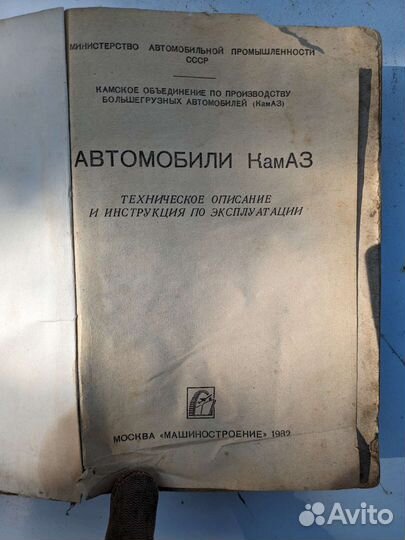 МИНИСТЕРСТВО АВТОМОБИЛЬНОЙ ПРОМЫШЛЕННОСТИ
СССР
КАМСКОЕ ОБЪЕДИНЕНИЕ ПО ПРОИЗВОДСТВУ
БОЛЬШЕГРУЗНЫХ АВТОМОБИЛЕЙ (КамАЗ)
АВТОМОБИЛИ КамАЗ
ТЕХНИЧЕСКОЕ ОПИСАНИЕ
И ИНСТРУКЦИЯ ПО ЭКСПЛУАТАЦИИ
МОСКВА «МАШИНОСТРОЕНИЕ» 1982
Avito